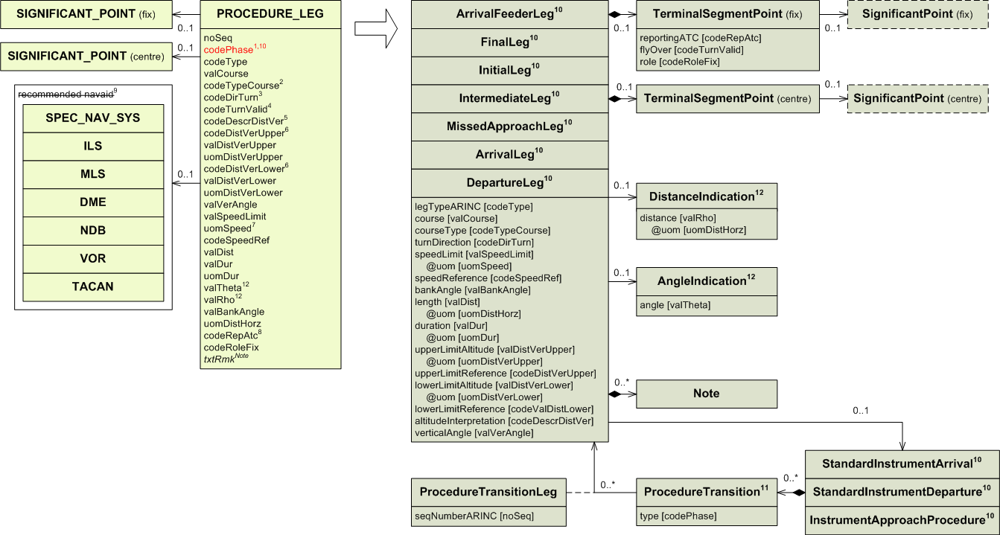 SIGNIFICANT_POINT (fix)
0..1
SIGNIFICANT_POINT (centre)
0..1
recommended navaid9
SPEC_NAV_SYS
ILS
MLS
DME
NDB
VOR
TACAN
0..1
PROCEDURE_LEG
noSeq
codePhase1,10
codeType
valCourse
codeTypeCourse2
codeDirTurn3
codeTurnValid4
codeDescrDistVer5
codeDistVerUpper6
valDistVerUpper
uomDistVerUpper
codeDistVerLower6
valDistVerLower
uomDistVerLower
valVerAngle
valSpeedLimit
uomSpeed7
codeSpeedRef
valDist
valDur
uomDur
valTheta12
valRho12
valBankAngle
uomDistHorz
codeRepAtc8
codeRoleFix
txtRmkNote
ArrivalFeederLeg10
FinalLeg10
InitialLeg10
IntermediateLeg10
MissedApproachLeg10
ArrivalLeg10
DepartureLeg10
legTypeARINC [codeType]
course [valCourse]
courseType [codeTypeCourse]
turnDirection [codeDirTurn]
speedLimit [valSpeedLimit]
@uom [uomSpeed]
speedReference [codeSpeedRef]
bankAngle [valBankAngle]
length [valDist]
@uom [uomDistHorz]
duration [valDur]
@uom [uomDur]
upperLimitAltitude [valDistVerUpper]
@uom [uomDistVerUpper]
upperLimitReference [codeDistVerUpper]
lowerLimitAltitude [valDistVerLower]
@uom [uomDistVerLower]
lowerLimitReference [codeValDistLower]
altitudeInterpretation [codeDescrDistVer]
verticalAngle [valVerAngle]
0..1
TerminalSegmentPoint (fix)
reportingATC [codeRepAtc]
flyOver [codeTurnValid]
role [codeRoleFix]
0..1
SignificantPoint (fix)
0..1
TerminalSegmentPoint (centre)
0..1
SignificantPoint (centre)
0..1
DistanceIndication12
distance [valRho]
@uom [uomDistHorz]
0..1
AngleIndication12
angle [valTheta]
0..*
Note
0..1
StandardInstrumentArrival10
StandardInstrumentDeparture10
InstrumentApproachProcedure10
0..*
ProcedureTransition11
type [codePhase]
0..*
ProcedureTransitionLeg
seqNumberARINC [noSeq]